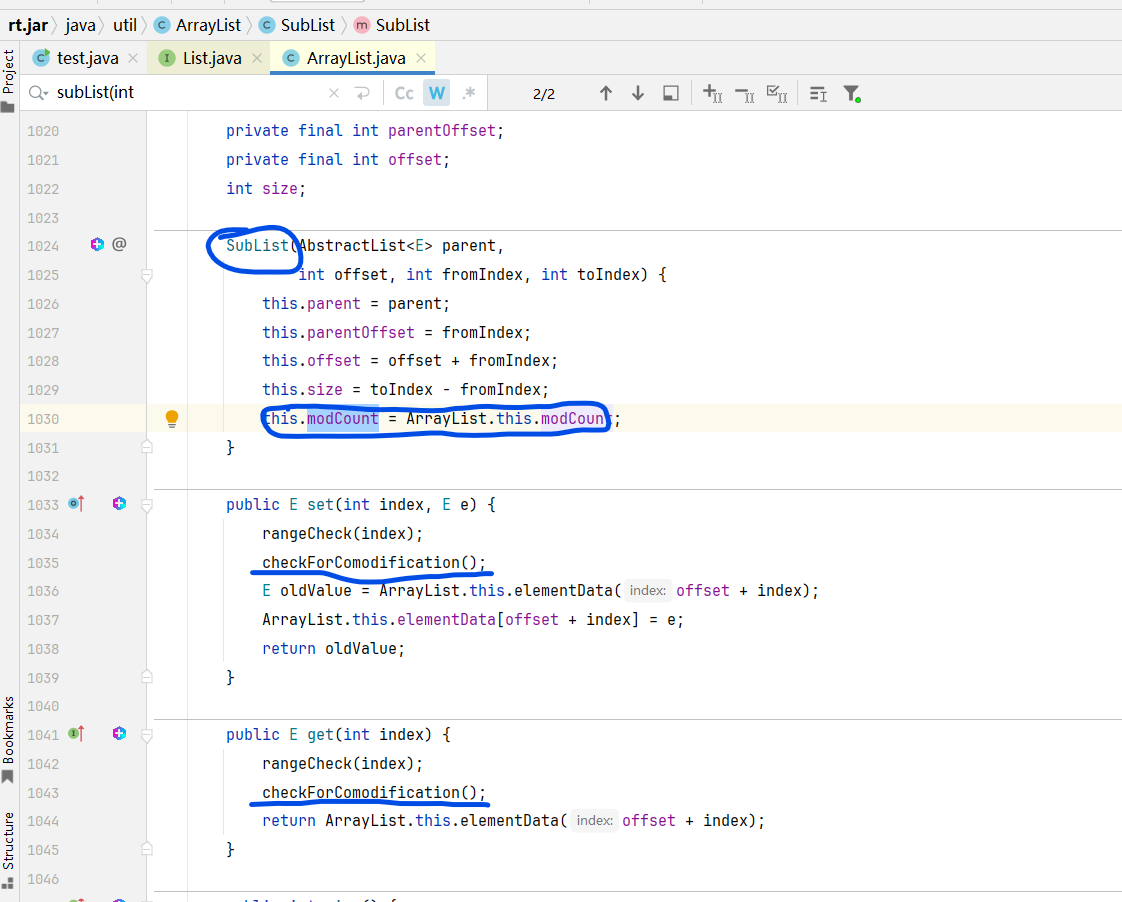 rt.jar java util ArrayList SubList SubList
Project
test.java List.java ArrayList.java
subList(int Cc W .* 2/2
1020 private final int parentOffset;
1021 private final int offset;
1022 int size;
1023
1024 SubList(AbstractList<E> parent,
1025 int offset, int fromIndex, int toIndex) {
1026 this.parent = parent;
1027 this.parentOffset = fromIndex;
1028 this.offset = offset + fromIndex;
1029 this.size = toIndex - fromIndex;
1030 this.modCount = ArrayList.this.modCount;
1031 }
1032
1033 public E set(int index, E e) {
1034 rangeCheck(index);
1035 checkForComodification();
1036 E oldValue = ArrayList.this.elementData( index: offset + index);
1037 ArrayList.this.elementData[offset + index] = e;
1038 return oldValue;
1039 }
1040
1041 public E get(int index) {
1042 rangeCheck(index);
1043 checkForComodification();
1044 return ArrayList.this.elementData( index: offset + index);
1045 }
1046
Bookmarks
Structure